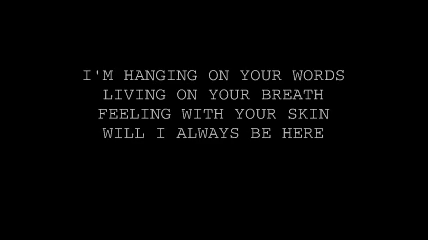 I'M HANGING ON YOUR WORDS
LIVING ON YOUR BREATH
FEELING WITH YOUR SKIN
WILL I ALWAYS BE HERE